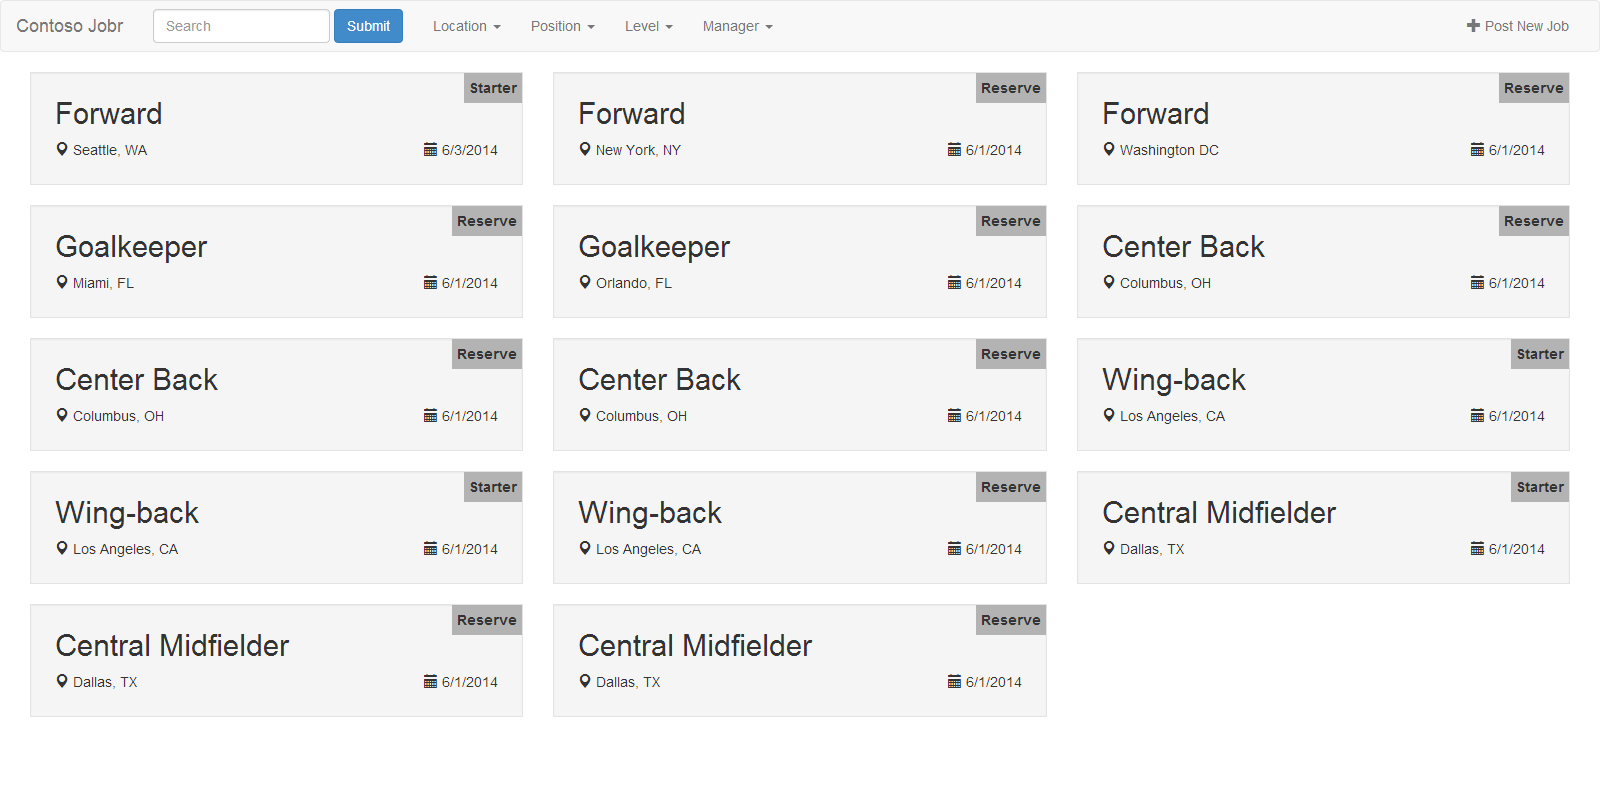 Contoso Jobr Search Submit Location Position Level Manager Post New Job
Starter
Forward
Seattle, WA 6/3/2014
Reserve
Forward
New York, NY 6/1/2014
Reserve
Forward
Washington DC 6/1/2014
Reserve
Goalkeeper
Miami, FL 6/1/2014
Reserve
Goalkeeper
Orlando, FL 6/1/2014
Reserve
Center Back
Columbus, OH 6/1/2014
Reserve
Center Back
Columbus, OH 6/1/2014
Reserve
Center Back
Columbus, OH 6/1/2014
Starter
Wing-back
Los Angeles, CA 6/1/2014
Starter
Wing-back
Los Angeles, CA 6/1/2014
Reserve
Wing-back
Los Angeles, CA 6/1/2014
Starter
Central Midfielder
Dallas, TX 6/1/2014
Reserve
Central Midfielder
Dallas, TX 6/1/2014
Reserve
Central Midfielder
Dallas, TX 6/1/2014